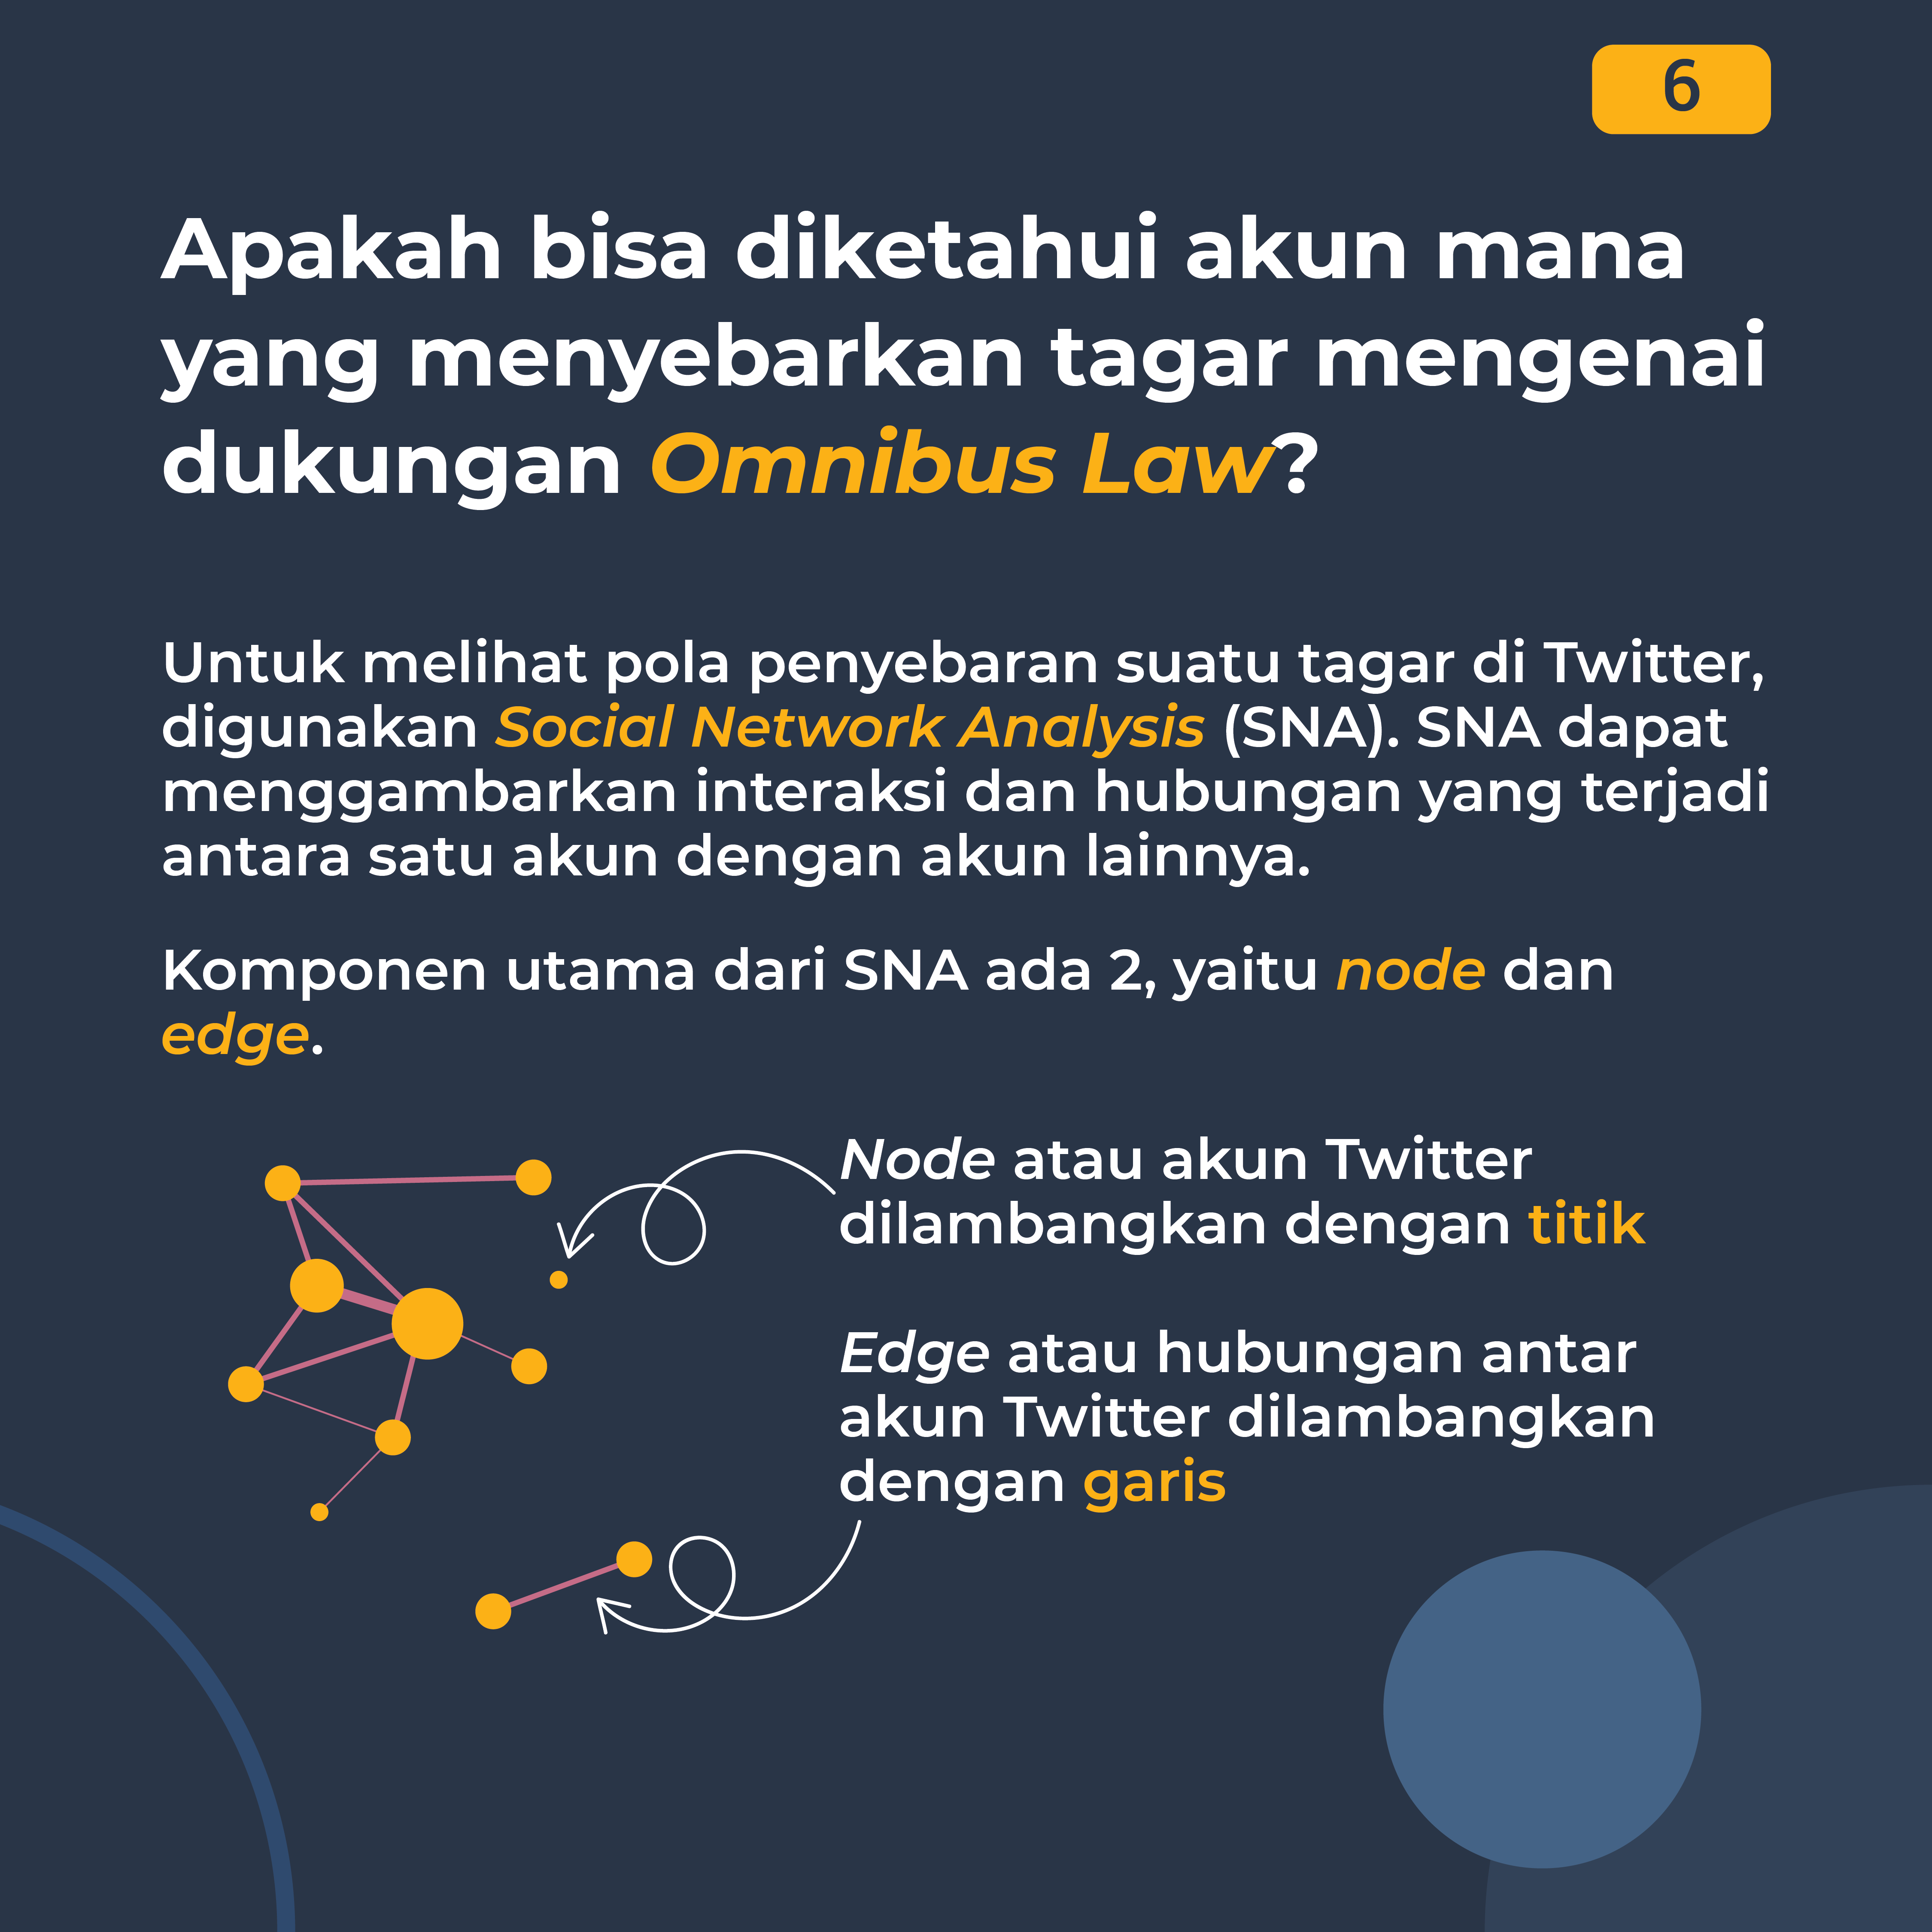 6
Apakah bisa diketahui akun mana
yang menyebarkan tagar mengenai
dukungan Omnibus Law?
Untuk melihat pola penyebaran suatu tagar di Twitter,
digunakan Social Network Analysis (SNA). SNA dapat
menggambarkan interaksi dan hubungan yang terjadi
antara satu akun dengan akun lainnya.
Komponen utama dari SNA ada 2, yaitu node dan
edge.
Node atau akun Twitter
dilambangkan dengan titik
Edge atau hubungan antar
akun Twitter dilambangkan
dengan garis